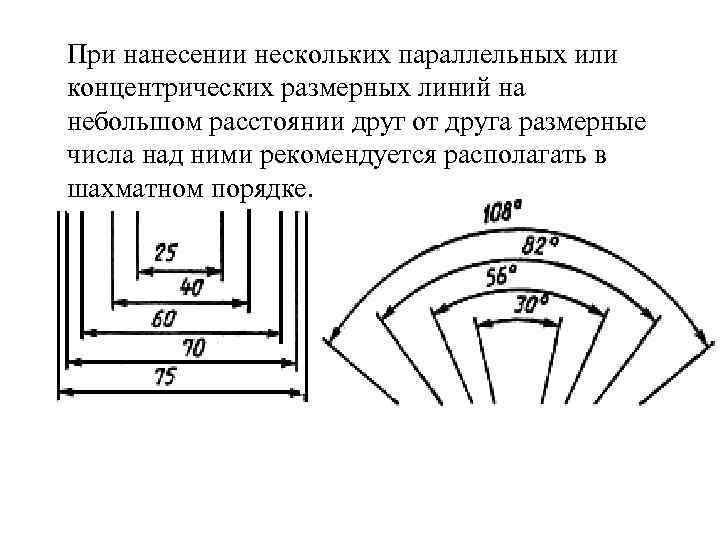 При нанесении нескольких параллельных или
концентрических размерных линий на
небольшом расстоянии друг от друга размерные
числа над ними рекомендуется располагать в
шахматном порядке.
25
40
60
70
75
108°
82°
56°
30°